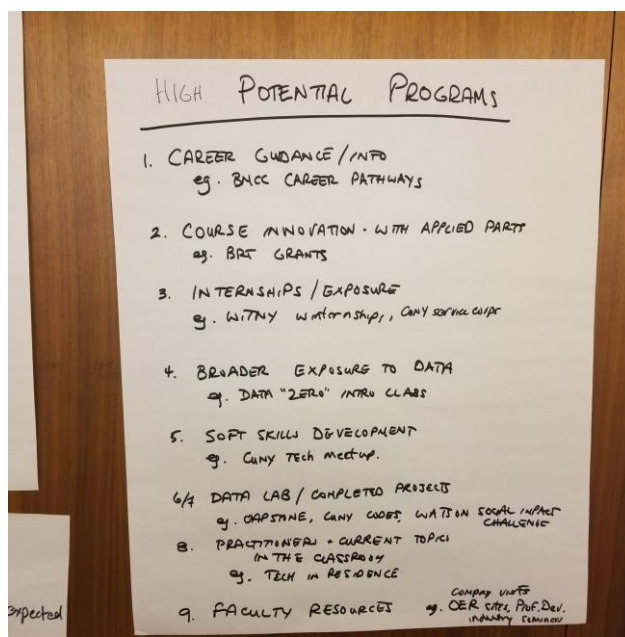 HIGH POTENTIAL PROGRAMS
1. CAREER GUIDANCE / INFO
eg. BMCC CAREER PATHWAYS
2. COURSE INNOVATION - WITH APPLIED PARTS
eg. BRT GRANTS
3. INTERNSHIPS / EXPOSURE
eg. WITNY Winternships, CUNY service corps
4. BROADER EXPOSURE TO DATA
eg. DATA "ZERO" INTRO CLASS
5. SOFT SKILLS DEVELOPMENT
eg. CUNY Tech Meetup.
6/7 DATA LAB / COMPLETED PROJECTS
eg. CAPSTONE, CUNY CODES, WATSON SOCIAL IMPACT
CHALLENGE
8. PRACTITIONERS + CURRENT TOPICS
IN THE CLASSROOM
eg. TECH IN RESIDENCE
9. FACULTY RESOURCES
company visits
eg. OER sites, Prof. Dev.
industry seminars
expected